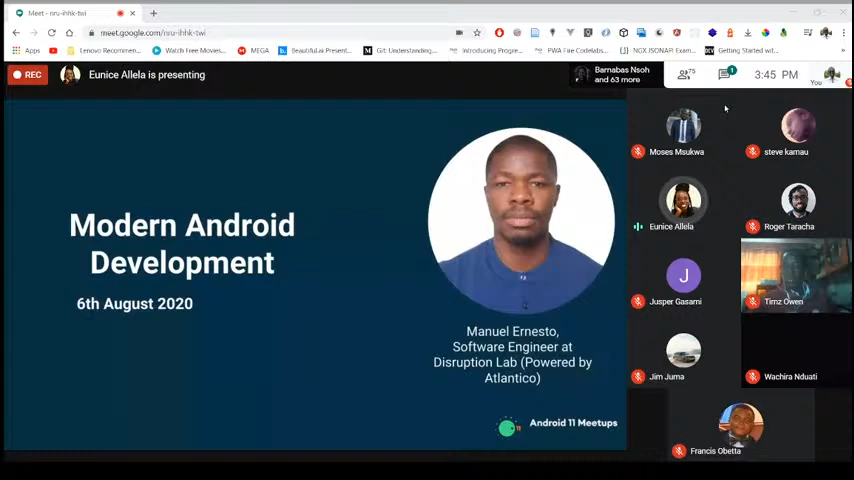 Meet - nru-ihhk-twi
meet.google.com/nru-ihhk-twi
Apps
Lenovo Recommen...
Watch Free Movies...
MEGA
Beautiful.ai Present...
Git: Understanding...
Introducing Progre...
PWA Fire Codelabs...
NGX JSONAPI Exam...
DEV
Getting Started wit...
REC
Eunice Allela is presenting
Barnabas Nsoh
and 63 more
75
1
3:45 PM
You
Modern Android
Development
6th August 2020
Manuel Ernesto,
Software Engineer at
Disruption Lab (Powered by
Atlantico)
11
Android 11 Meetups
Moses Msukwa
steve kamau
Eunice Allela
Roger Taracha
J
Jusper Gasami
Timz Owen
Jim Juma
Wachira Nduati
Francis Obetta